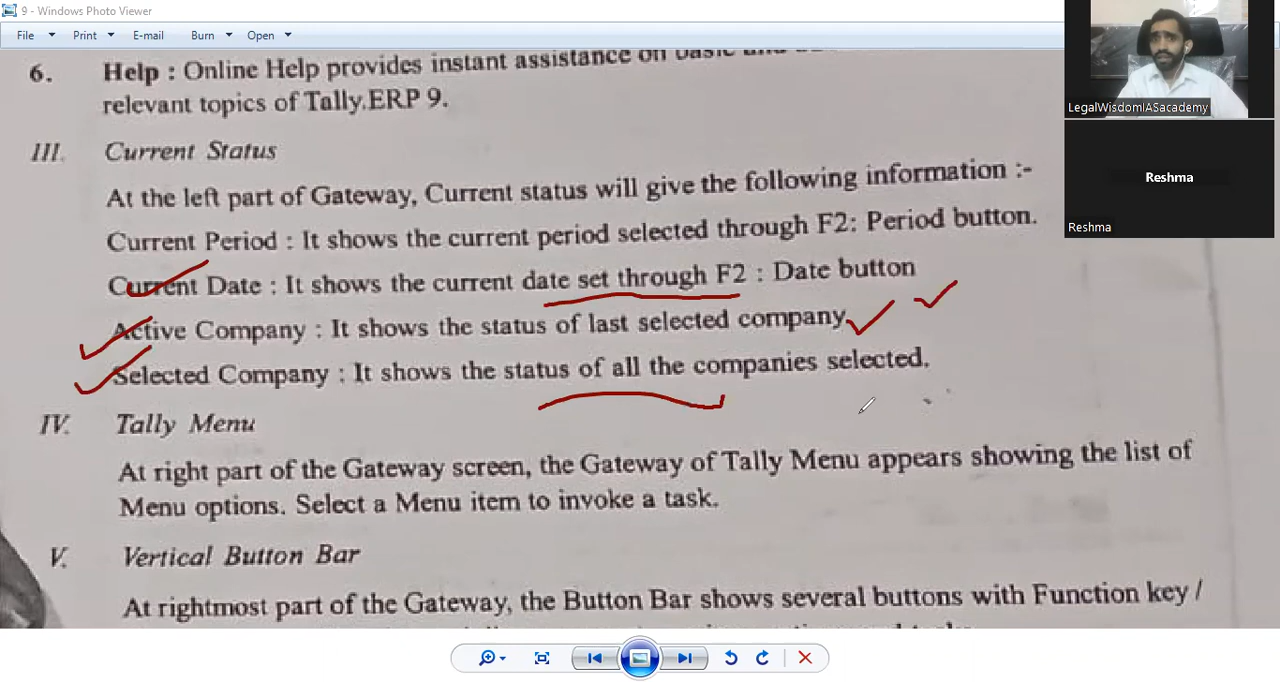 9 - Windows Photo Viewer
File Print E-mail Burn Open
6. Help : Online Help provides instant assistance on basic and
relevant topics of Tally.ERP 9.
III. Current Status
At the left part of Gateway, Current status will give the following information :-
Current Period : It shows the current period selected through F2: Period button.
Current Date : It shows the current date set through F2 : Date button
Active Company : It shows the status of last selected company.
Selected Company : It shows the status of all the companies selected.
IV. Tally Menu
At right part of the Gateway screen, the Gateway of Tally Menu appears showing the list of
Menu options. Select a Menu item to invoke a task.
V. Vertical Button Bar
At rightmost part of the Gateway, the Button Bar shows several buttons with Function key /
LegalWisdomIASacademy
Reshma
Reshma